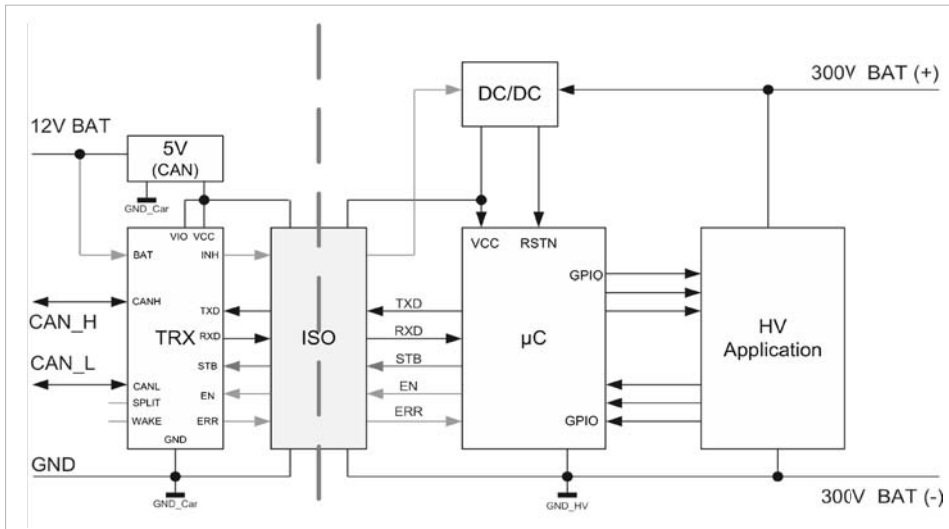 300V BAT (+)
DC/DC
12V BAT
5V
(CAN)
GND_Car
VIO VCC
VCC RSTN
BAT INH
GPIO
CANH
CAN_H
TXD TXD
TRX RXD ISO RXD µC HV
Application
CAN_L
STB STB
CANL
EN EN
SPLIT
WAKE ERR ERR GPIO
GND
GND
GND_Car
GND_HV
300V BAT (-)